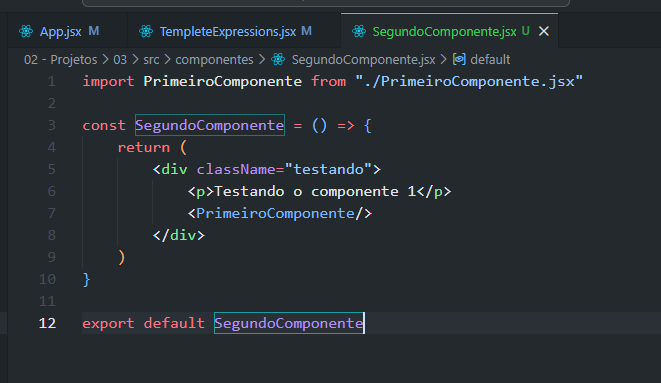 App.jsx M TempleteExpressions.jsx M SegundoComponente.jsx U
02 - Projetos > 03 > src > componentes > SegundoComponente.jsx > default
1 import PrimeiroComponente from "./PrimeiroComponente.jsx"
2
3 const SegundoComponente = () => {
4 return (
5 <div className="testando">
6 <p>Testando o componente 1</p>
7 <PrimeiroComponente/>
8 </div>
9 )
10 }
11
12 export default SegundoComponente